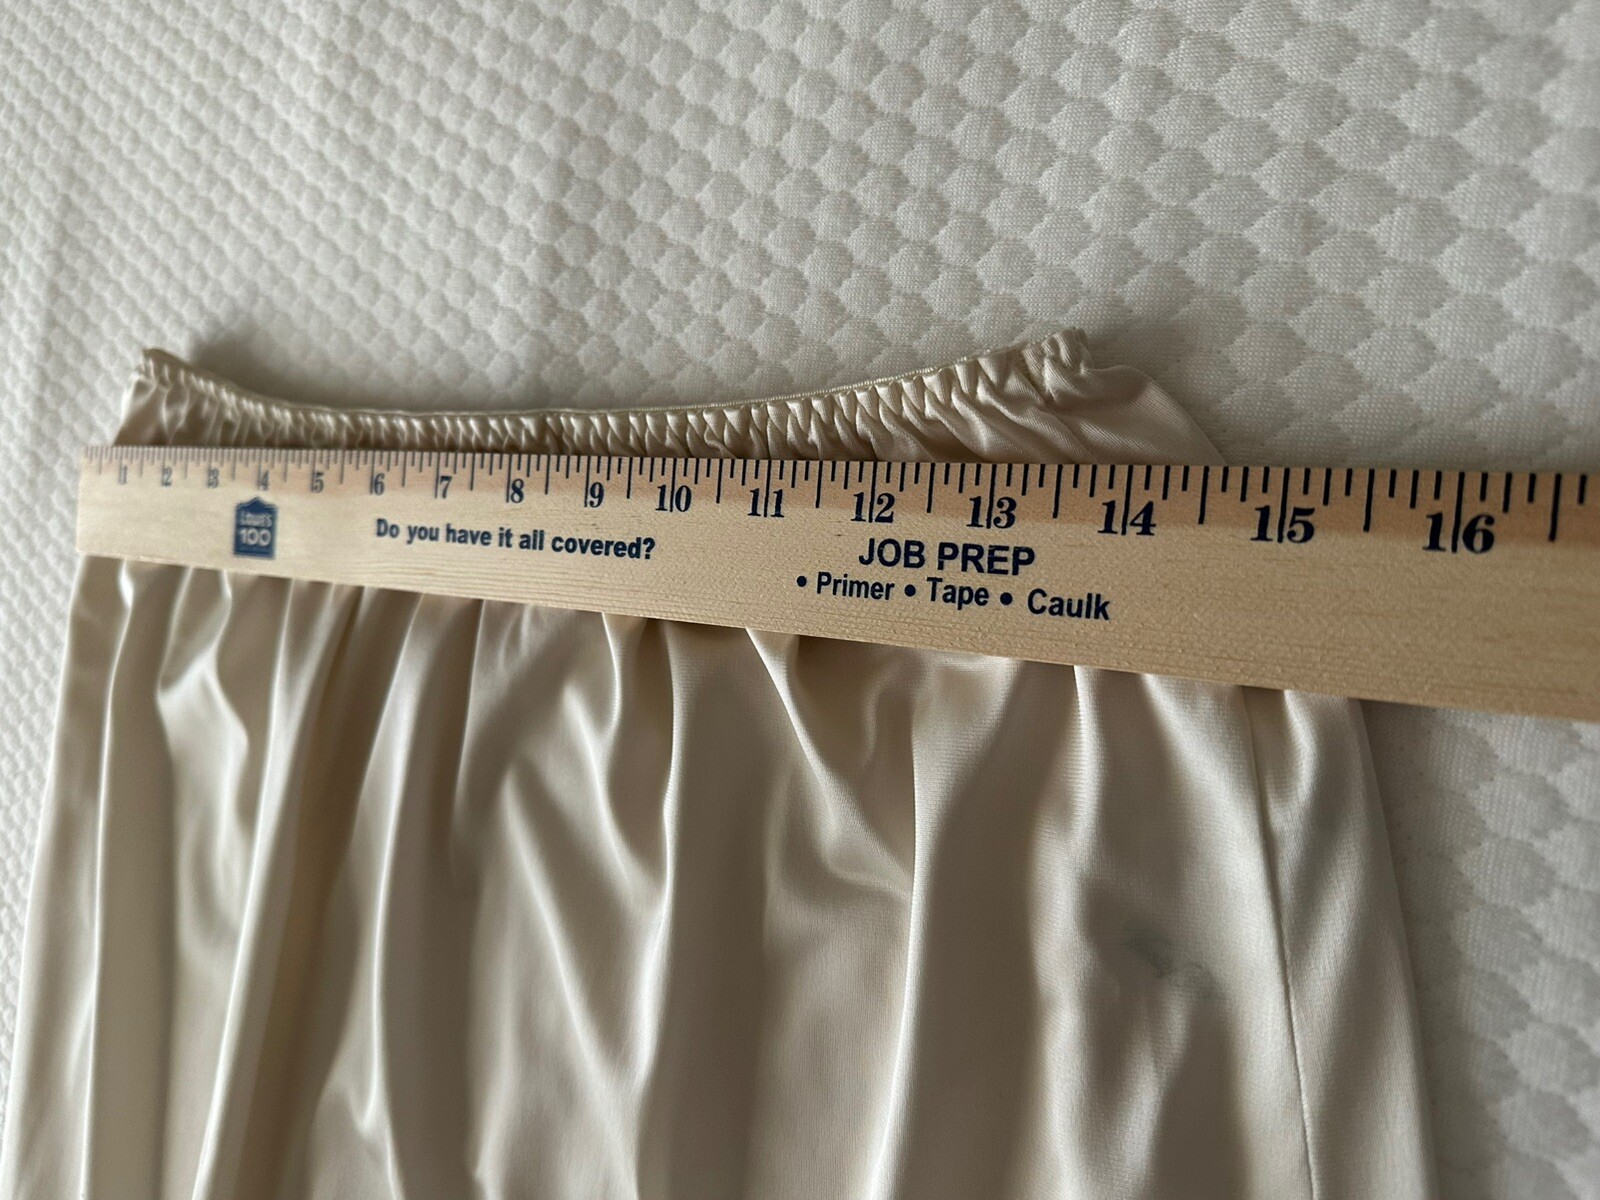 1 2 3 4 5 6 7 8 9 10 11 12 13 14 15 16
LOWE'S
100
Do you have it all covered?
JOB PREP
• Primer • Tape • Caulk